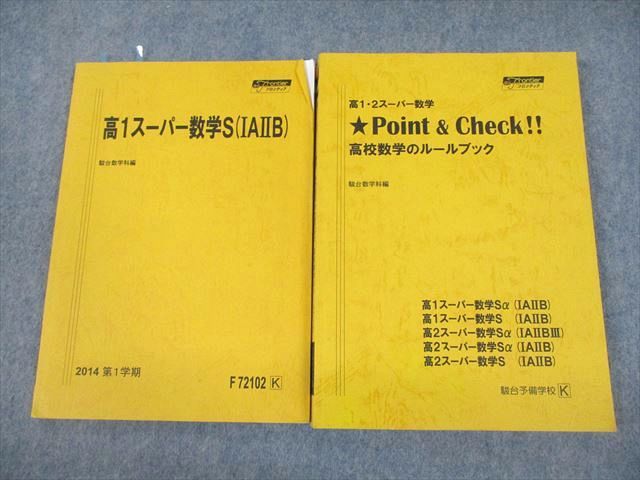 Frontier
フロンティア
高1スーパー数学S(ⅠAⅡB)
駿台数学科編
2014 第1学期
F 72102 K
Frontier
フロンティア
高1・2スーパー数学
★Point & Check!!
高校数学のルールブック
駿台数学科編
高1スーパー数学Sα (ⅠAⅡB)
高1スーパー数学S (ⅠAⅡB)
高2スーパー数学Sα (ⅠAⅡBⅢ)
高2スーパー数学Sα (ⅠAⅡB)
高2スーパー数学S (ⅠAⅡB)
駿台予備学校 K